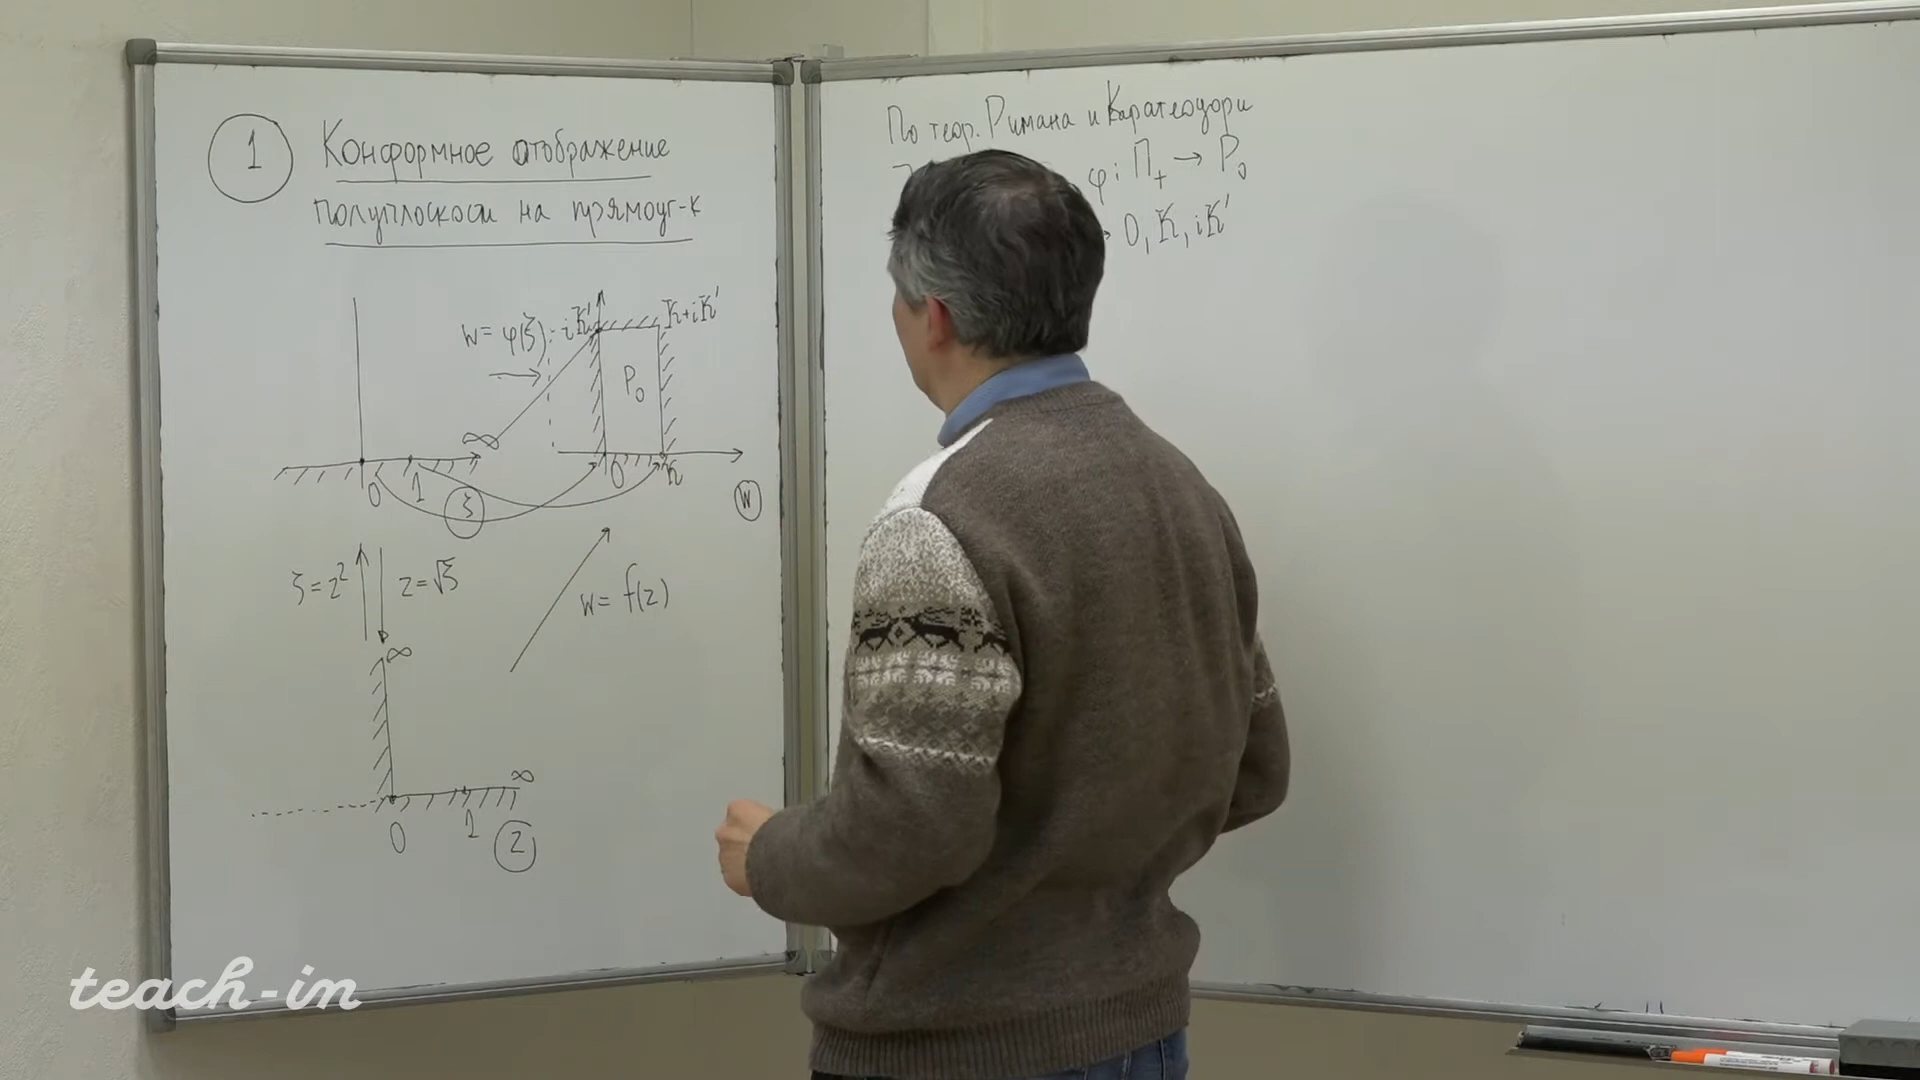 1
Конформное отображение
полуплоскости на прямоуг-к
w = φ(ξ)
iK'
K+iK'
P₀
∞
0
1
ξ
0
K
w
ξ = z²
z = √ξ
w = f(z)
∞
∞
0
1
z
По теор. Римана и Каратеодори
φ: Π₊ → P₀
→ 0, K, iK'
teach-in